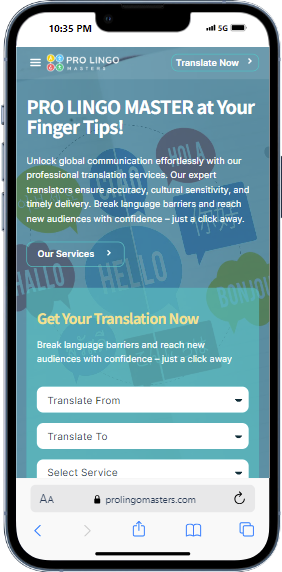 10:35 PM
5G
PRO LINGO
MASTERS
Translate Now
PRO LINGO MASTER at Your
Finger Tips!
Unlock global communication effortlessly with our
professional translation services. Our expert
translators ensure accuracy, cultural sensitivity, and
timely delivery. Break language barriers and reach
new audiences with confidence – just a click away.
Our Services
HOLA
CIAO
你好
HALLO
HELLO
BONJOU
Get Your Translation Now
Break language barriers and reach new
audiences with confidence – just a click away
Translate From
Translate To
Select Service
AA
prolingomasters.com